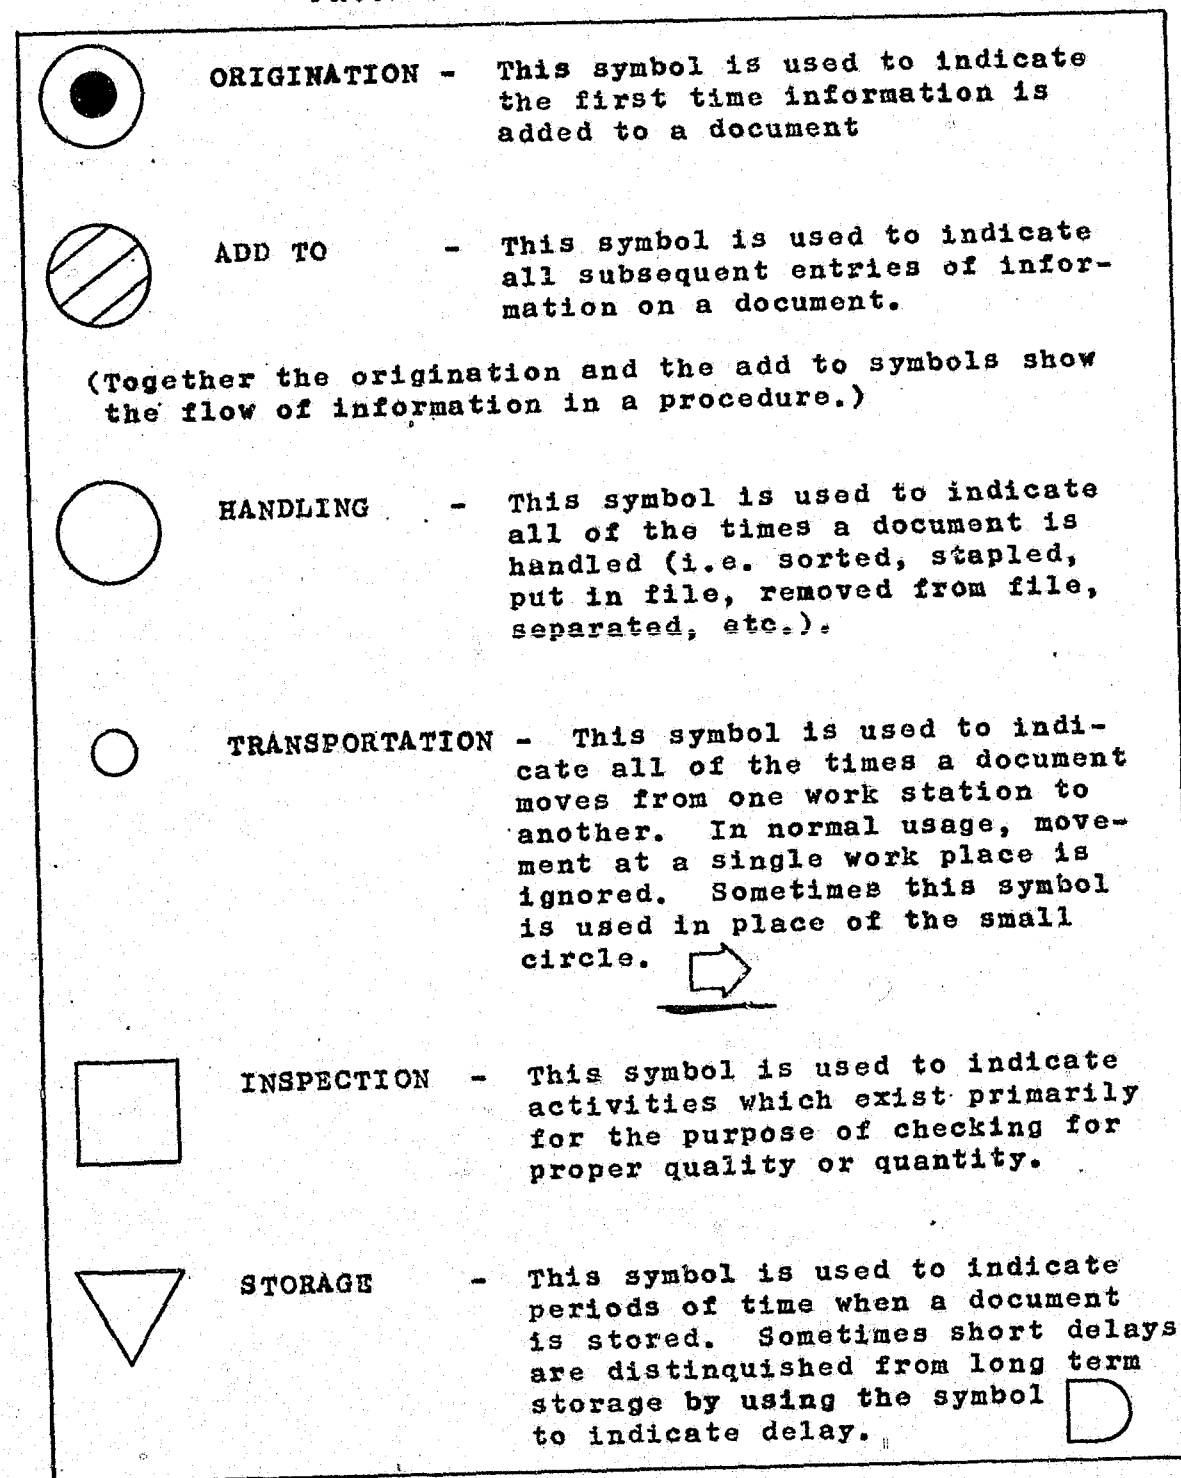 ORIGINATION - This symbol is used to indicate
the first time information is
added to a document
ADD TO - This symbol is used to indicate
all subsequent entries of infor-
mation on a document.
(Together the origination and the add to symbols show
the flow of information in a procedure.)
HANDLING - This symbol is used to indicate
all of the times a document is
handled (i.e. sorted, stapled,
put in file, removed from file,
separated, etc.).
TRANSPORTATION - This symbol is used to indi-
cate all of the times a document
moves from one work station to
another. In normal usage, move-
ment at a single work place is
ignored. Sometimes this symbol
is used in place of the small
circle.
INSPECTION - This symbol is used to indicate
activities which exist primarily
for the purpose of checking for
proper quality or quantity.
STORAGE - This symbol is used to indicate
periods of time when a document
is stored. Sometimes short delays
are distinquished from long term
storage by using the symbol
to indicate delay.